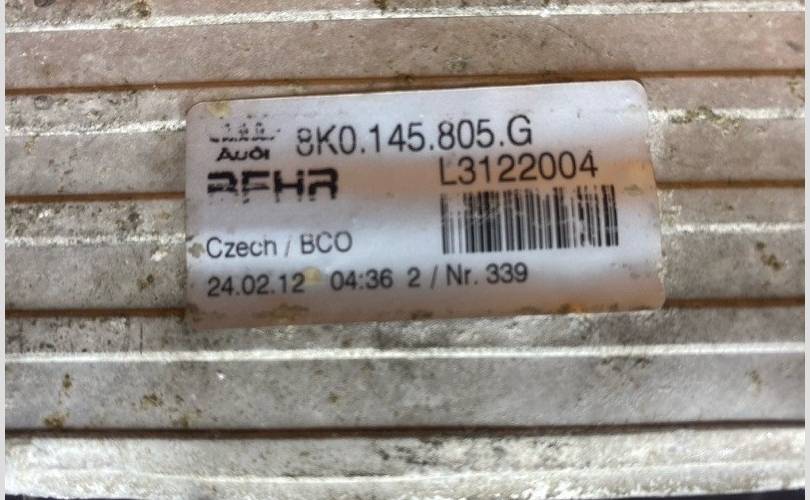 Audi 8K0.145.805.G
BEHR L3122004
Czech / BCO
24.02.12 04:36 2 / Nr. 339